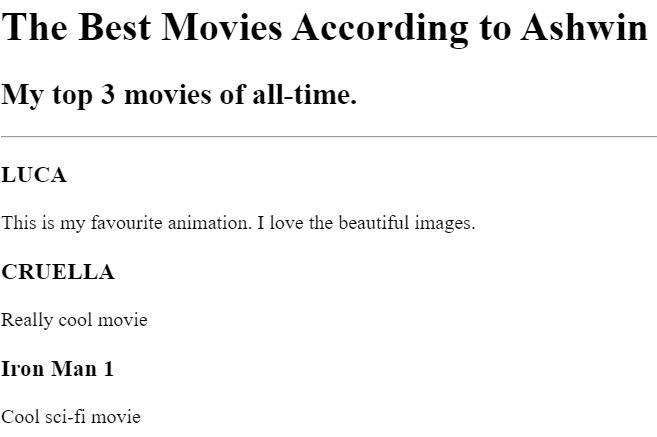 The Best Movies According to Ashwin
My top 3 movies of all-time.
LUCA
This is my favourite animation. I love the beautiful images.
CRUELLA
Really cool movie
Iron Man 1
Cool sci-fi movie